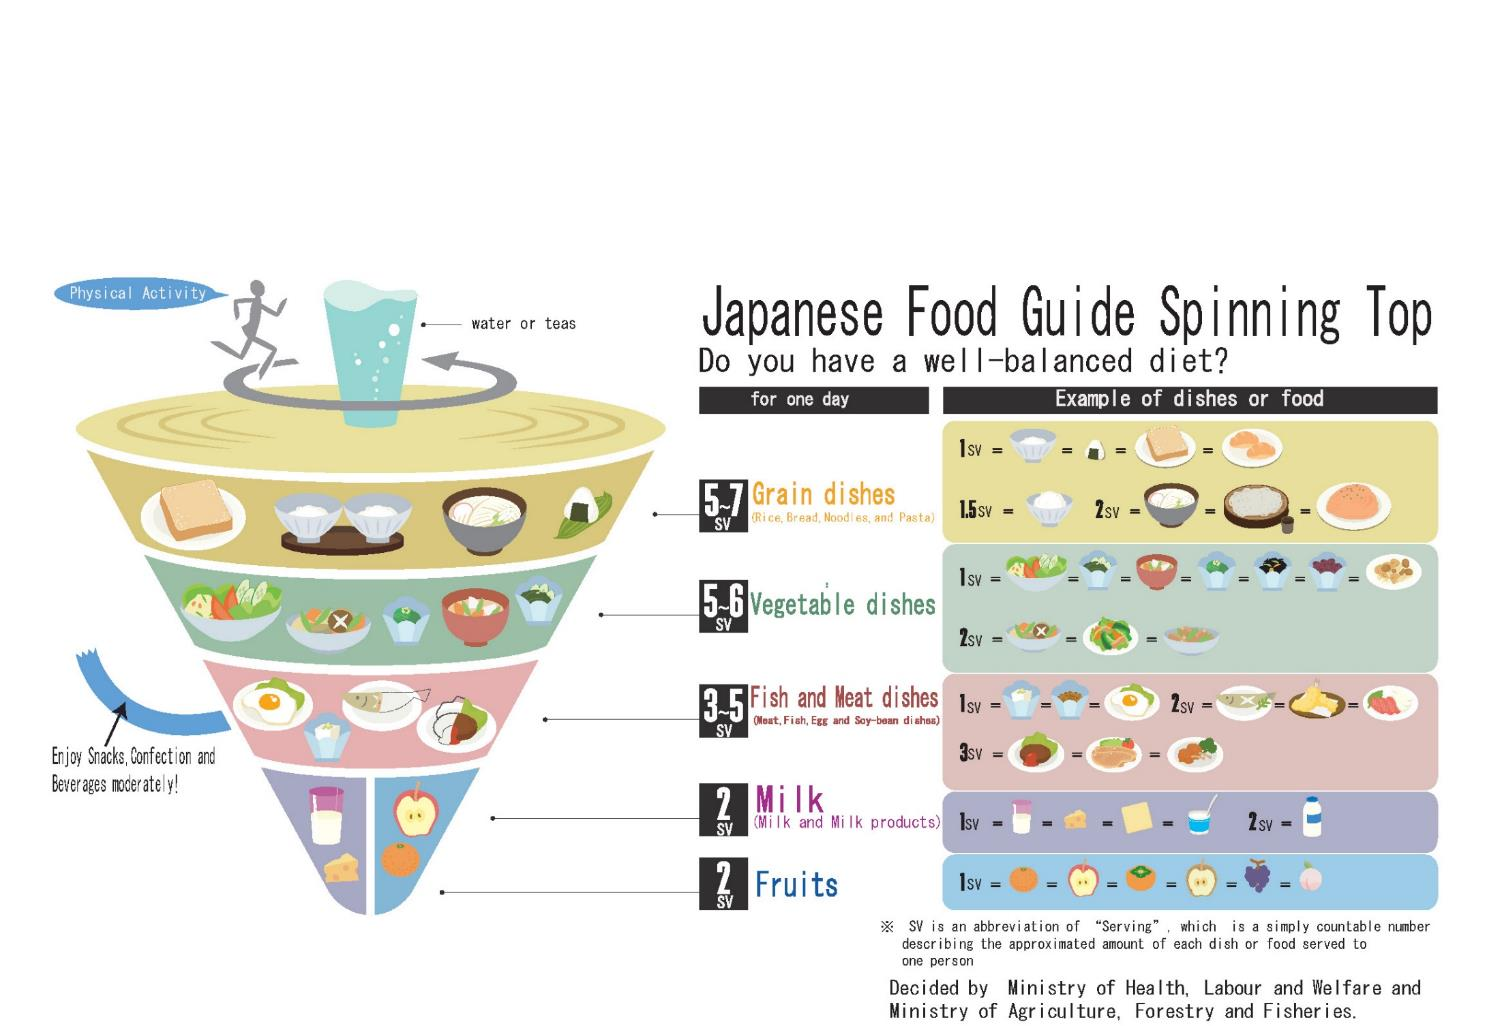 Physical Activity
water or teas
Japanese Food Guide Spinning Top
Do you have a well-balanced diet?
for one day
Example of dishes or food
5~7 SV
Grain dishes
(Rice, Bread, Noodles, and Pasta)
1SV = = = =
1.5SV = 2SV = = =
5~6 SV
Vegetable dishes
1SV = = = = = = =
2SV = = =
3~5 SV
Fish and Meat dishes
(Meat, Fish, Egg and Soy-bean dishes)
1SV = = = 2SV = = =
3SV = = =
Enjoy Snacks, Confection and
Beverages moderately!
2 SV
Milk
(Milk and Milk products)
1SV = = = = 2SV =
2 SV
Fruits
1SV = = = = = =
※ SV is an abbreviation of “Serving”, which is a simply countable number
describing the approximated amount of each dish or food served to
one person
Decided by Ministry of Health, Labour and Welfare and
Ministry of Agriculture, Forestry and Fisheries.